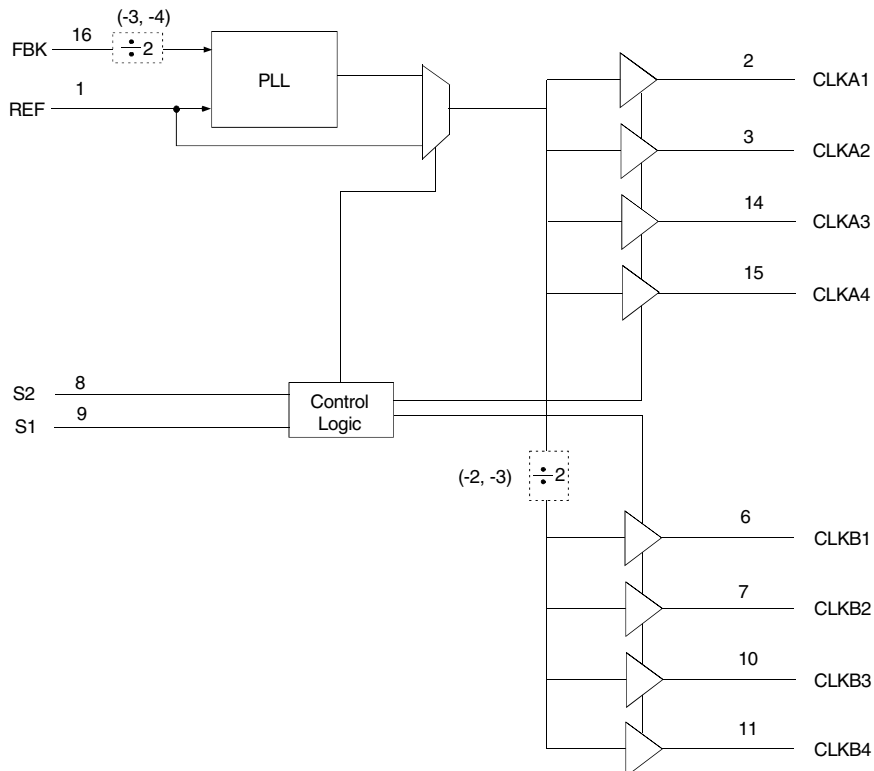 (-3, -4)
FBK 16 ÷2
PLL
REF 1
2 CLKA1
3 CLKA2
14 CLKA3
15 CLKA4
S2 8
S1 9
Control
Logic
(-2, -3) ÷2
6 CLKB1
7 CLKB2
10 CLKB3
11 CLKB4